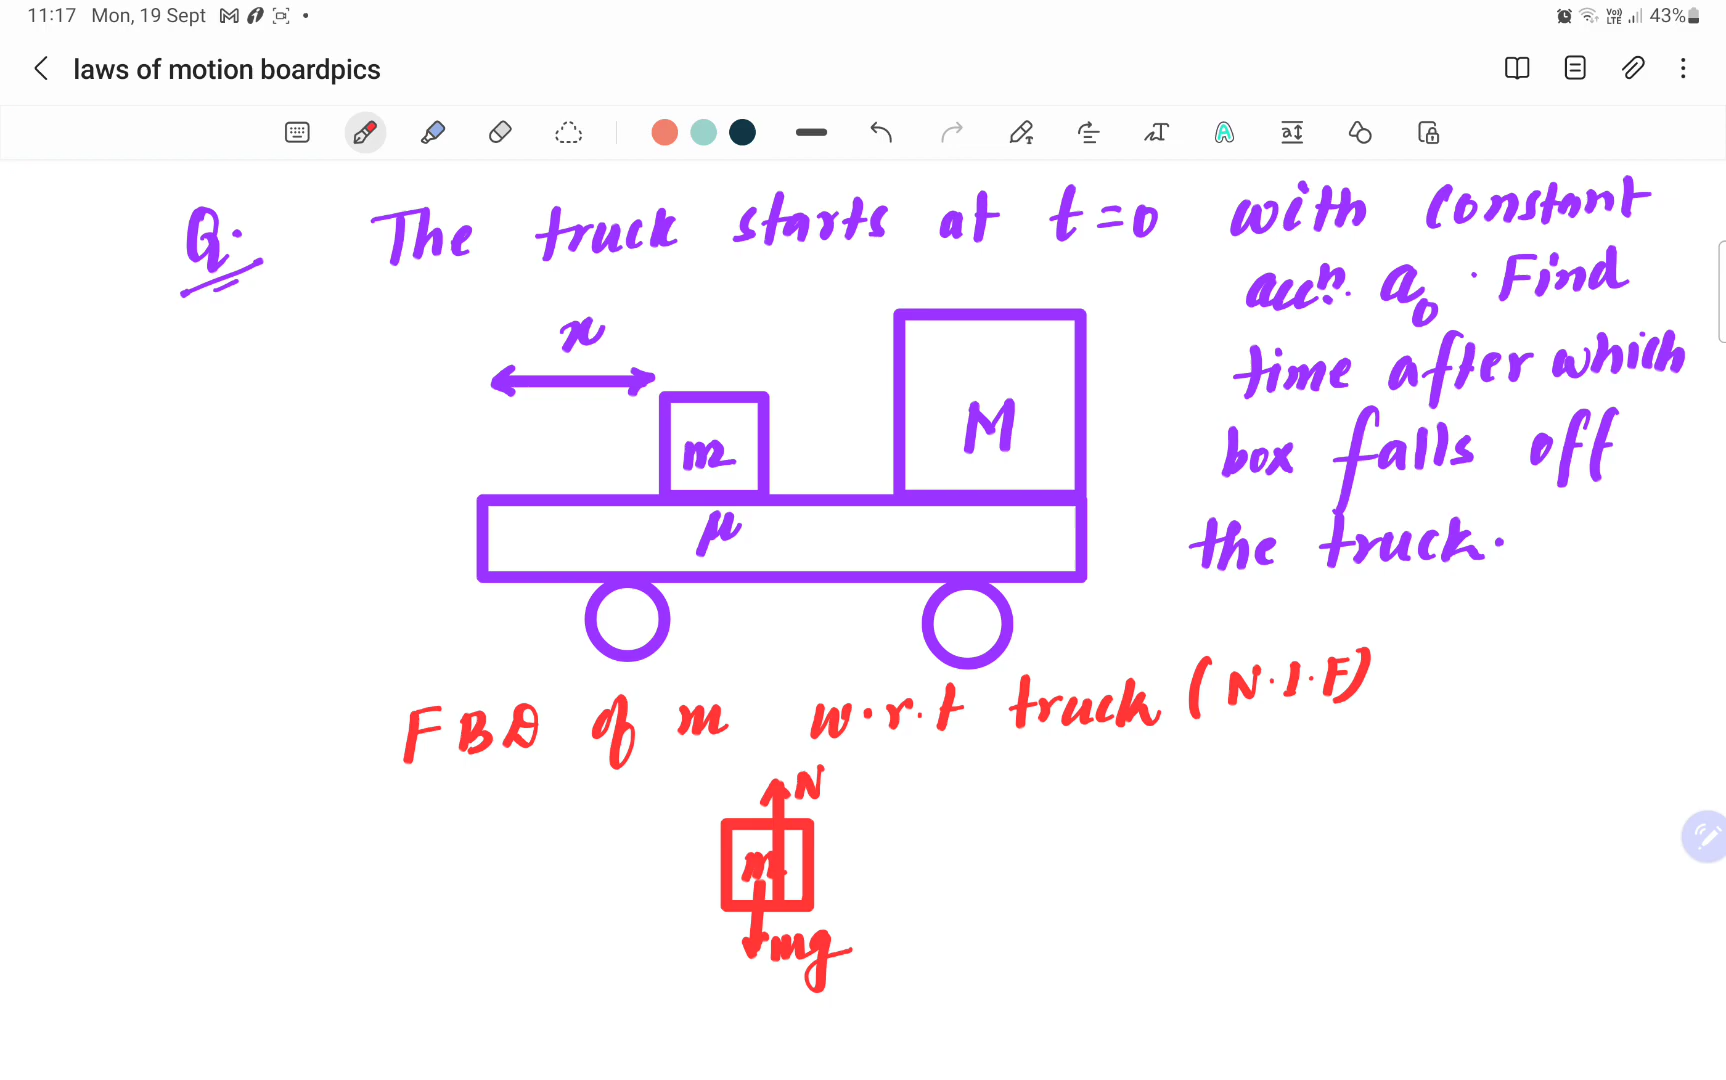 11:17 Mon, 19 Sept 43%
laws of motion boardpics
Q. The truck starts at t=0 with constant
accn. a0 . Find
x
time after which
m M
box falls off
μ
the truck.
FBD of m w.r.t truck (N.I.F)
N
m
mg